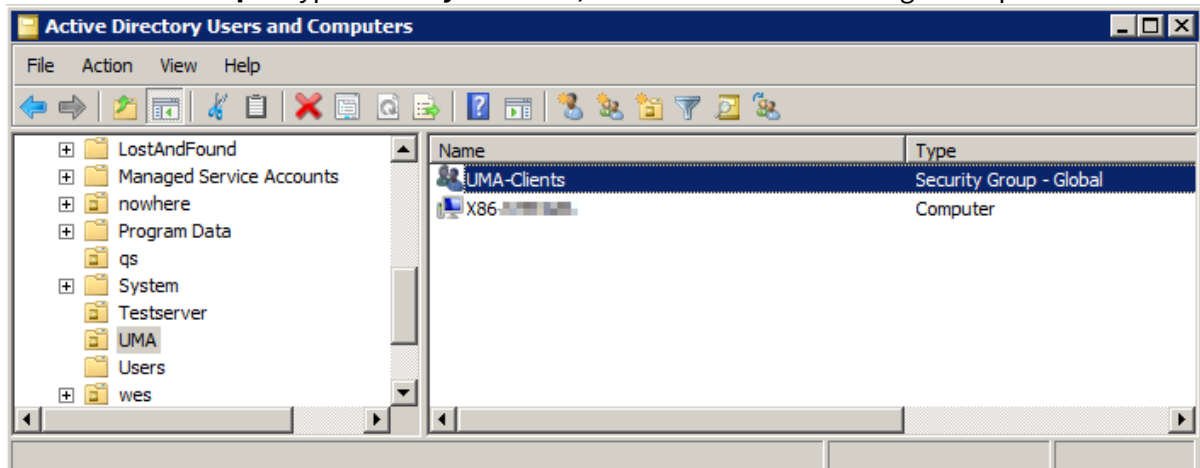 Active Directory Users and Computers
File Action View Help
LostAndFound
Managed Service Accounts
nowhere
Program Data
qs
System
Testserver
UMA
Users
wes
Name Type
UMA-Clients Security Group - Global
X86- Computer